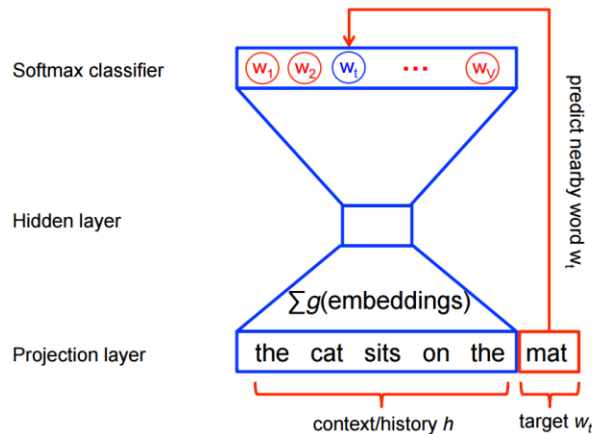 Softmax classifier
w1 w2 wt ... wV
predict nearby word wt
Hidden layer
∑g(embeddings)
Projection layer
the cat sits on the mat
context/history h
target wt